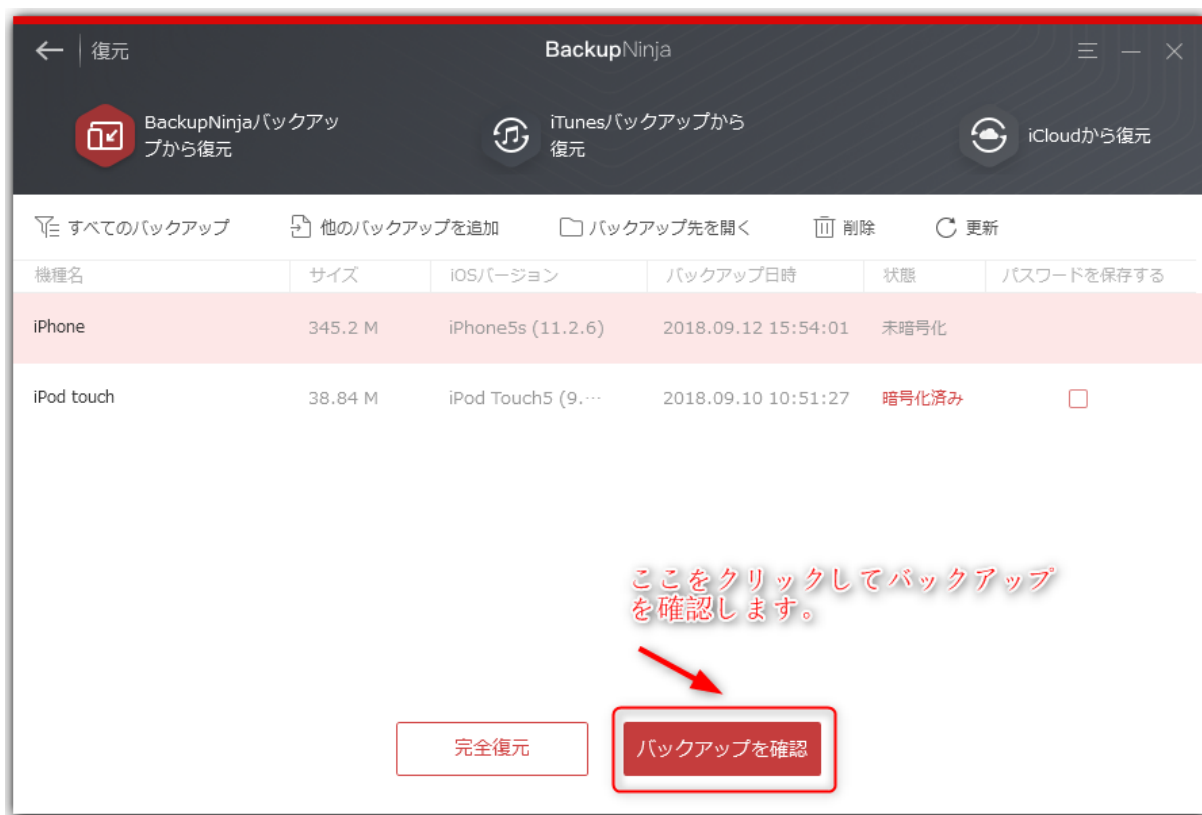 復元
BackupNinja
BackupNinjaバックアッ
プから復元
iTunesバックアップから
復元
iCloudから復元
すべてのバックアップ 他のバックアップを追加 バックアップ先を開く 削除 更新
機種名 サイズ iOSバージョン バックアップ日時 状態 パスワードを保存する
iPhone 345.2 M iPhone5s (11.2.6) 2018.09.12 15:54:01 未暗号化
iPod touch 38.84 M iPod Touch5 (9.… 2018.09.10 10:51:27 暗号化済み
ここをクリックしてバックアップ
を確認します。
完全復元 バックアップを確認